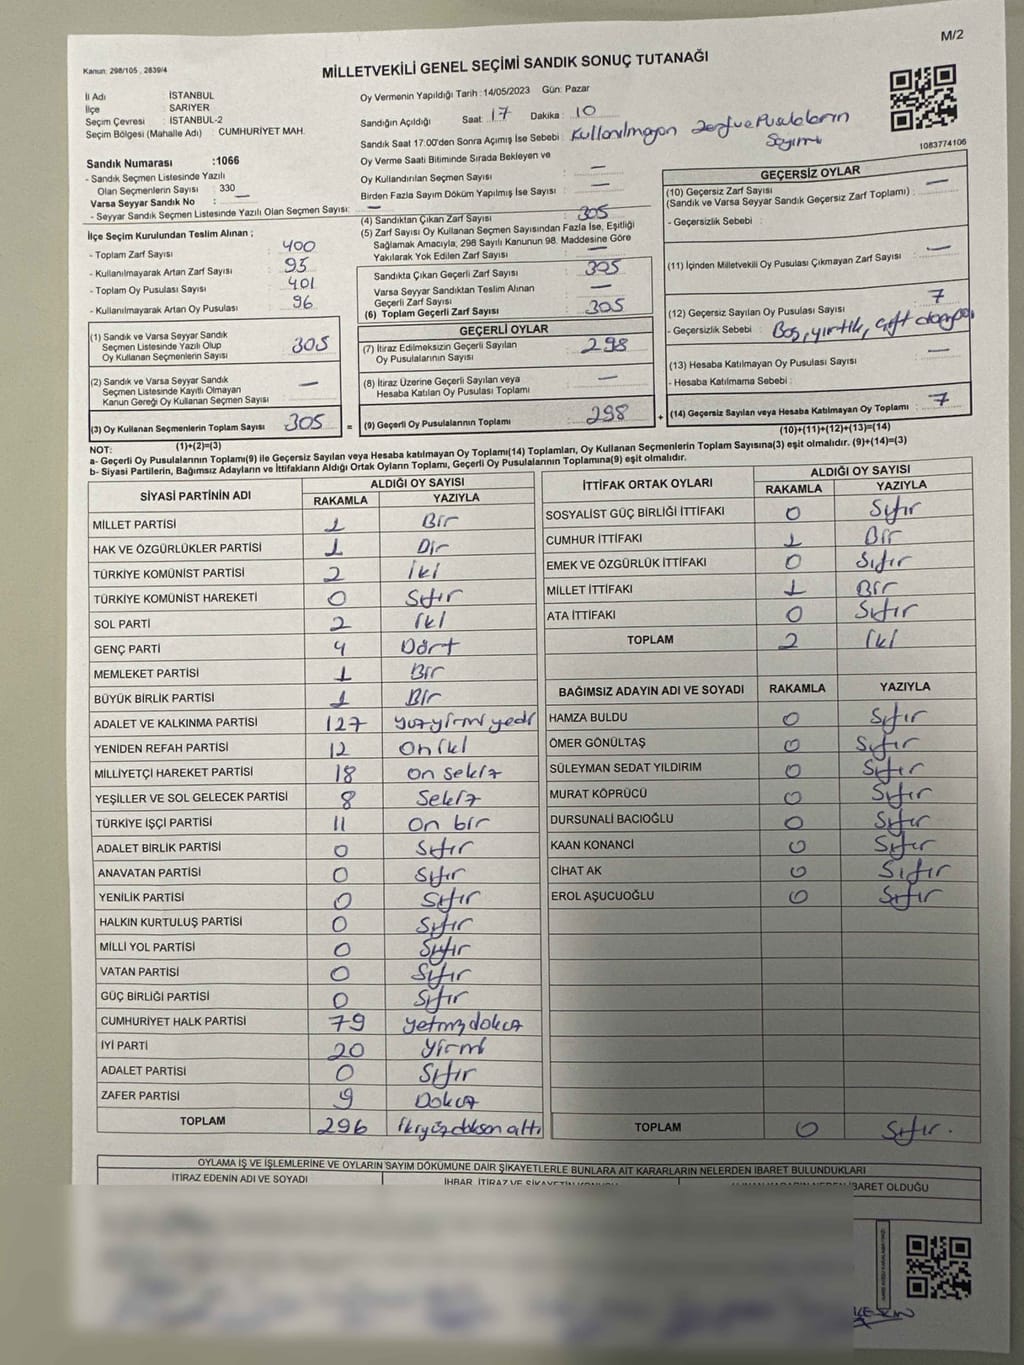 M/2
Kanun: 298/105 , 2839/4
MİLLETVEKİLİ GENEL SEÇİMİ SANDIK SONUÇ TUTANAĞI
İl Adı : İSTANBUL
İlçe : SARIYER
Seçim Çevresi : İSTANBUL-2
Seçim Bölgesi (Mahalle Adı) : CUMHURİYET MAH.
Oy Vermenin Yapıldığı Tarih :14/05/2023 Gün: Pazar
Sandığın Açıldığı Saat : 17 Dakika : 10
Sandık Saat 17:00'den Sonra Açımış İse Sebebi : Kullanılmayan Zarf ve Pusulaların Sayımı
1083774106
Sandık Numarası :1066
- Sandık Seçmen Listesinde Yazılı
Olan Seçmenlerin Sayısı : 330
Varsa Seyyar Sandık No : —
- Seyyar Sandık Seçmen Listesinde Yazılı Olan Seçmen Sayısı: —
Oy Verme Saati Bitiminde Sırada Bekleyen ve
Oy Kullandırılan Seçmen Sayısı : —
Birden Fazla Sayım Döküm Yapılmış İse Sayısı : —
(4) Sandıktan Çıkan Zarf Sayısı : 305
(5) Zarf Sayısı Oy Kullanan Seçmen Sayısından Fazla İse, Eşitliği
Sağlamak Amacıyla; 298 Sayılı Kanunun 98. Maddesine Göre
Yakılarak Yok Edilen Zarf Sayısı : —
İlçe Seçim Kurulundan Teslim Alınan ;
- Toplam Zarf Sayısı : 400
- Kullanılmayarak Artan Zarf Sayısı : 95
- Toplam Oy Pusulası Sayısı : 401
- Kullanılmayarak Artan Oy Pusulası : 96
Sandıkta Çıkan Geçerli Zarf Sayısı : 305
Varsa Seyyar Sandıktan Teslim Alınan
Geçerli Zarf Sayısı : —
(6) Toplam Geçerli Zarf Sayısı : 305
GEÇERSİZ OYLAR
(10) Geçersiz Zarf Sayısı
(Sandık ve Varsa Seyyar Sandık Geçersiz Zarf Toplamı) : —
- Geçersizlik Sebebi :
(11) İçinden Milletvekili Oy Pusulası Çıkmayan Zarf Sayısı : —
(12) Geçersiz Sayılan Oy Pusulası Sayısı : 7
- Geçersizlik Sebebi : Boş, yırtık, çift
(13) Hesaba Katılmayan Oy Pusulası Sayısı : —
- Hesaba Katılmama Sebebi :
(14) Geçersiz Sayılan veya Hesaba Katılmayan Oy Toplamı : 7
(10)+(11)+(12)+(13)=(14)
(1) Sandık ve Varsa Seyyar Sandık
Seçmen Listesinde Yazılı Olup
Oy Kullanan Seçmenlerin Sayısı : 305
(2) Sandık ve Varsa Seyyar Sandık
Seçmen Listesinde Kayıtlı Olmayan
Kanun Gereği Oy Kullanan Seçmen Sayısı : —
(3) Oy Kullanan Seçmenlerin Toplam Sayısı : 305
(1)+(2)=(3)
GEÇERLİ OYLAR
(7) İtiraz Edilmeksizin Geçerli Sayılan
Oy Pusulalarının Sayısı : 298
(8) İtiraz Üzerine Geçerli Sayılan veya
Hesaba Katılan Oy Pusulası Toplamı : —
= (9) Geçerli Oy Pusulalarının Toplamı : 298 +
NOT:
a- Geçerli Oy Pusulası Toplamı(9) ile Geçersiz Sayılan veya Hesaba katılmayan Oy Toplamı(14) Toplamları, Oy Kullanan Seçmenlerin Toplam Sayısına(3) eşit olmalıdır. (9)+(14)=(3)
b- Siyasi Partilerin, Bağımsız Adayların ve İttifakların Aldığı Ortak Oyların Toplamı, Geçerli Oy Pusulalarının Toplamına(9) eşit olmalıdır.
SİYASİ PARTİNİN ADI ALDIĞI OY SAYISI
RAKAMLA YAZIYLA
MİLLET PARTİSİ 1 Bir
HAK VE ÖZGÜRLÜKLER PARTİSİ 1 Bir
TÜRKİYE KOMÜNİST PARTİSİ 2 iki
TÜRKİYE KOMÜNİST HAREKETİ 0 Sıfır
SOL PARTİ 2 iki
GENÇ PARTİ 4 Dört
MEMLEKET PARTİSİ 1 Bir
BÜYÜK BİRLİK PARTİSİ 1 Bir
ADALET VE KALKINMA PARTİSİ 127 yüzyirmi yedi
YENİDEN REFAH PARTİSİ 12 on iki
MİLLİYETÇİ HAREKET PARTİSİ 18 on sekiz
YEŞİLLER VE SOL GELECEK PARTİSİ 8 Sekiz
TÜRKİYE İŞÇİ PARTİSİ 11 On bir
ADALET BİRLİK PARTİSİ 0 Sıfır
ANAVATAN PARTİSİ 0 Sıfır
YENİLİK PARTİSİ 0 Sıfır
HALKIN KURTULUŞ PARTİSİ 0 Sıfır
MİLLİ YOL PARTİSİ 0 Sıfır
VATAN PARTİSİ 0 Sıfır
GÜÇ BİRLİĞİ PARTİSİ 0 Sıfır
CUMHURİYET HALK PARTİSİ 79 yetmiş dokuz
İYİ PARTİ 20 yirmi
ADALET PARTİSİ 0 Sıfır
ZAFER PARTİSİ 9 Dokuz
TOPLAM 296 ikiyüz doksan altı
İTTİFAK ORTAK OYLARI ALDIĞI OY SAYISI
RAKAMLA YAZIYLA
SOSYALİST GÜÇ BİRLİĞİ İTTİFAKI 0 Sıfır
CUMHUR İTTİFAKI 1 Bir
EMEK VE ÖZGÜRLÜK İTTİFAKI 0 Sıfır
MİLLET İTTİFAKI 1 Bir
ATA İTTİFAKI 0 Sıfır
TOPLAM 2 iki
BAĞIMSIZ ADAYIN ADI VE SOYADI RAKAMLA YAZIYLA
HAMZA BULDU 0 Sıfır
ÖMER GÖNÜLTAŞ 0 Sıfır
SÜLEYMAN SEDAT YILDIRIM 0 Sıfır
MURAT KÖPRÜCÜ 0 Sıfır
DURSUNALİ BACIOĞLU 0 Sıfır
KAAN KONANCİ 0 Sıfır
CİHAT AK 0 Sıfır
EROL AŞUCUOĞLU 0 Sıfır
TOPLAM 0 Sıfır.
OYLAMA İŞ VE İŞLEMLERİNE VE OYLARIN SAYIM DÖKÜMÜNE DAİR ŞİKAYETLERLE BUNLARA AİT KARARLARIN NELERDEN İBARET BULUNDUKLARI
İTİRAZ EDENİN ADI VE SOYADI
İHBAR, İTİRAZ VE ŞİKAYETİN KONUSU
İBARET OLDUĞU